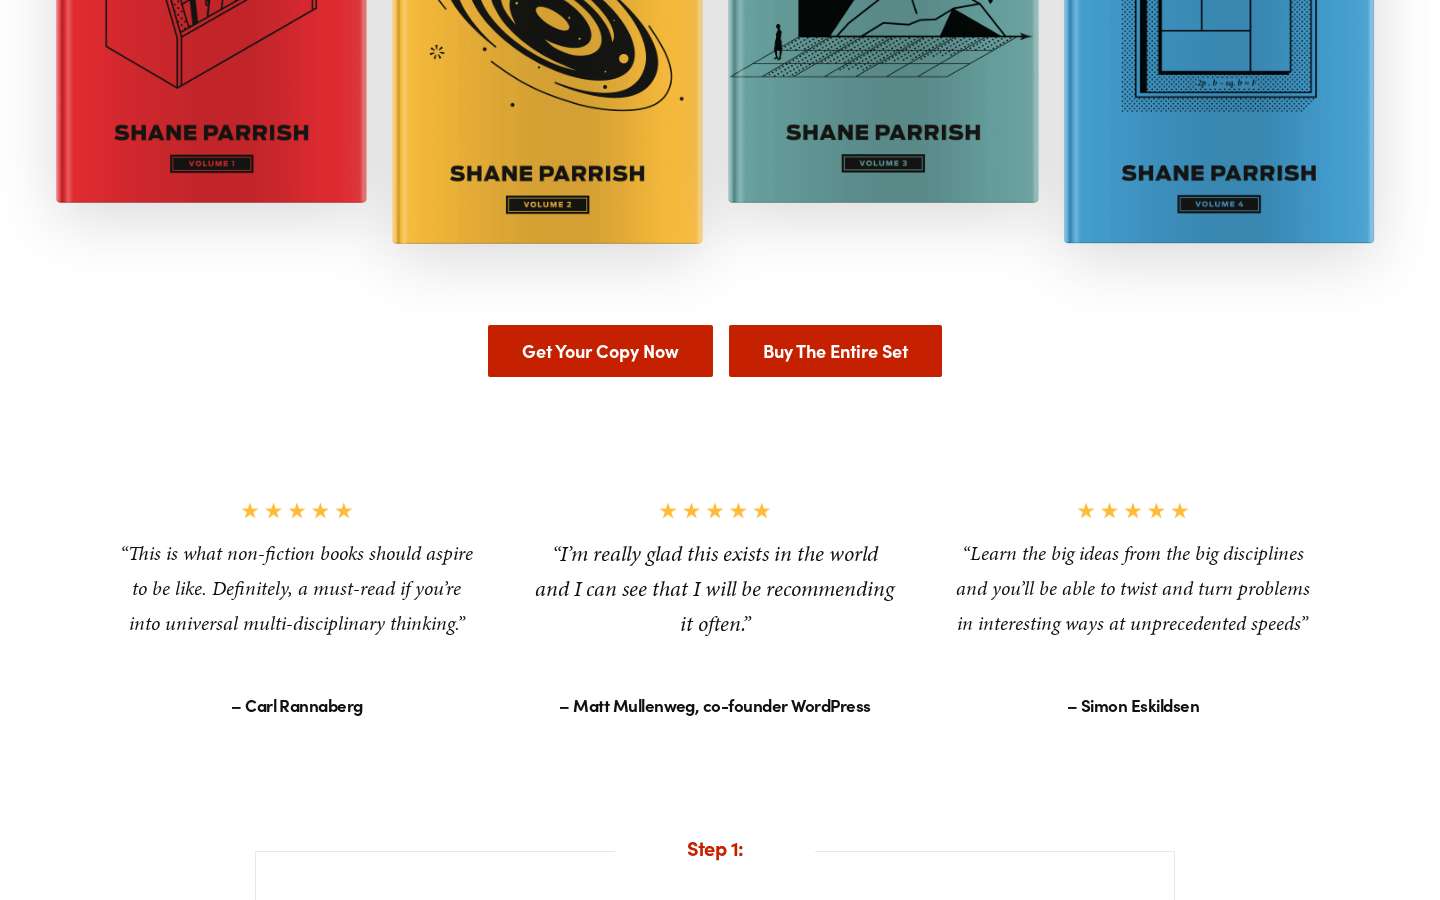 SHANE PARRISH
VOLUME 1
SHANE PARRISH
VOLUME 2
SHANE PARRISH
VOLUME 3
SHANE PARRISH
VOLUME 4
Get Your Copy Now
Buy The Entire Set
★★★★★
“This is what non-fiction books should aspire
to be like. Definitely, a must-read if you’re
into universal multi-disciplinary thinking.”
– Carl Rannaberg
★★★★★
“I’m really glad this exists in the world
and I can see that I will be recommending
it often.”
– Matt Mullenweg, co-founder WordPress
★★★★★
“Learn the big ideas from the big disciplines
and you’ll be able to twist and turn problems
in interesting ways at unprecedented speeds”
– Simon Eskildsen
Step 1: